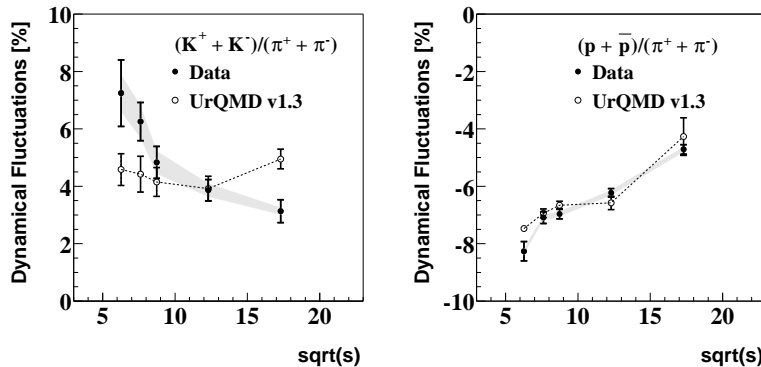 Dynamical Fluctuations [%]
10
8
6
4
2
0
(K⁺ + K⁻)/(π⁺ + π⁻)
Data
UrQMD v1.3
5 10 15 20
sqrt(s)
Dynamical Fluctuations [%]
0
-2
-4
-6
-8
-10
(p + p̅)/(π⁺ + π⁻)
Data
UrQMD v1.3
5 10 15 20
sqrt(s)